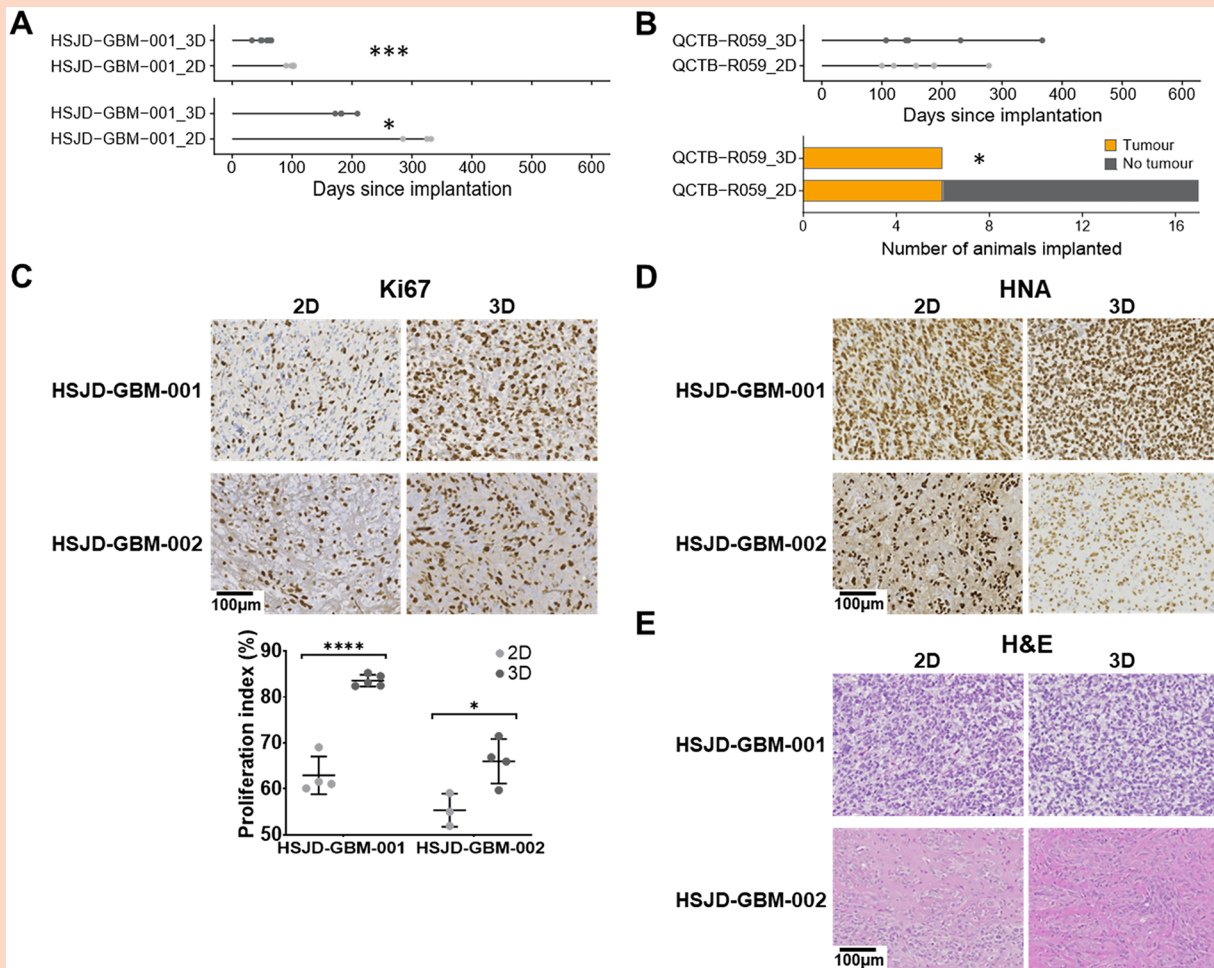 A
HSJD-GBM-001_3D
***
HSJD-GBM-001_2D
HSJD-GBM-001_3D
*
HSJD-GBM-001_2D
0 100 200 300 400 500 600
Days since implantation
B
QCTB-R059_3D
QCTB-R059_2D
0 100 200 300 400 500 600
Days since implantation
Tumour
No tumour
QCTB-R059_3D
*
QCTB-R059_2D
0 4 8 12 16
Number of animals implanted
C
Ki67
2D 3D
HSJD-GBM-001
HSJD-GBM-002
100µm
Proliferation index (%)
90
80
70
60
50
****
*
2D
3D
HSJD-GBM-001 HSJD-GBM-002
D
HNA
2D 3D
HSJD-GBM-001
HSJD-GBM-002
100µm
E
H&E
2D 3D
HSJD-GBM-001
HSJD-GBM-002
100µm